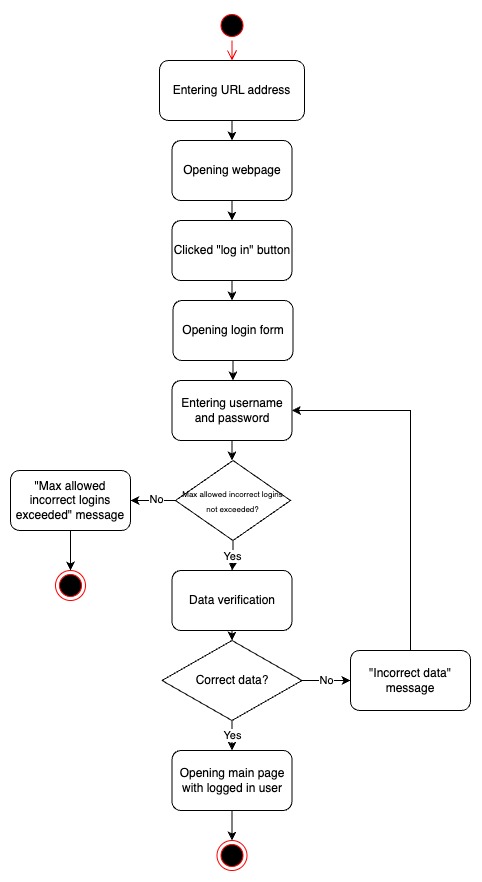 Entering URL address
Opening webpage
Clicked "log in" button
Opening login form
Entering username
and password
Max allowed incorrect logins
not exceeded?
No
"Max allowed
incorrect logins
exceeded" message
Yes
Data verification
Correct data?
No
"Incorrect data"
message
Yes
Opening main page
with logged in user